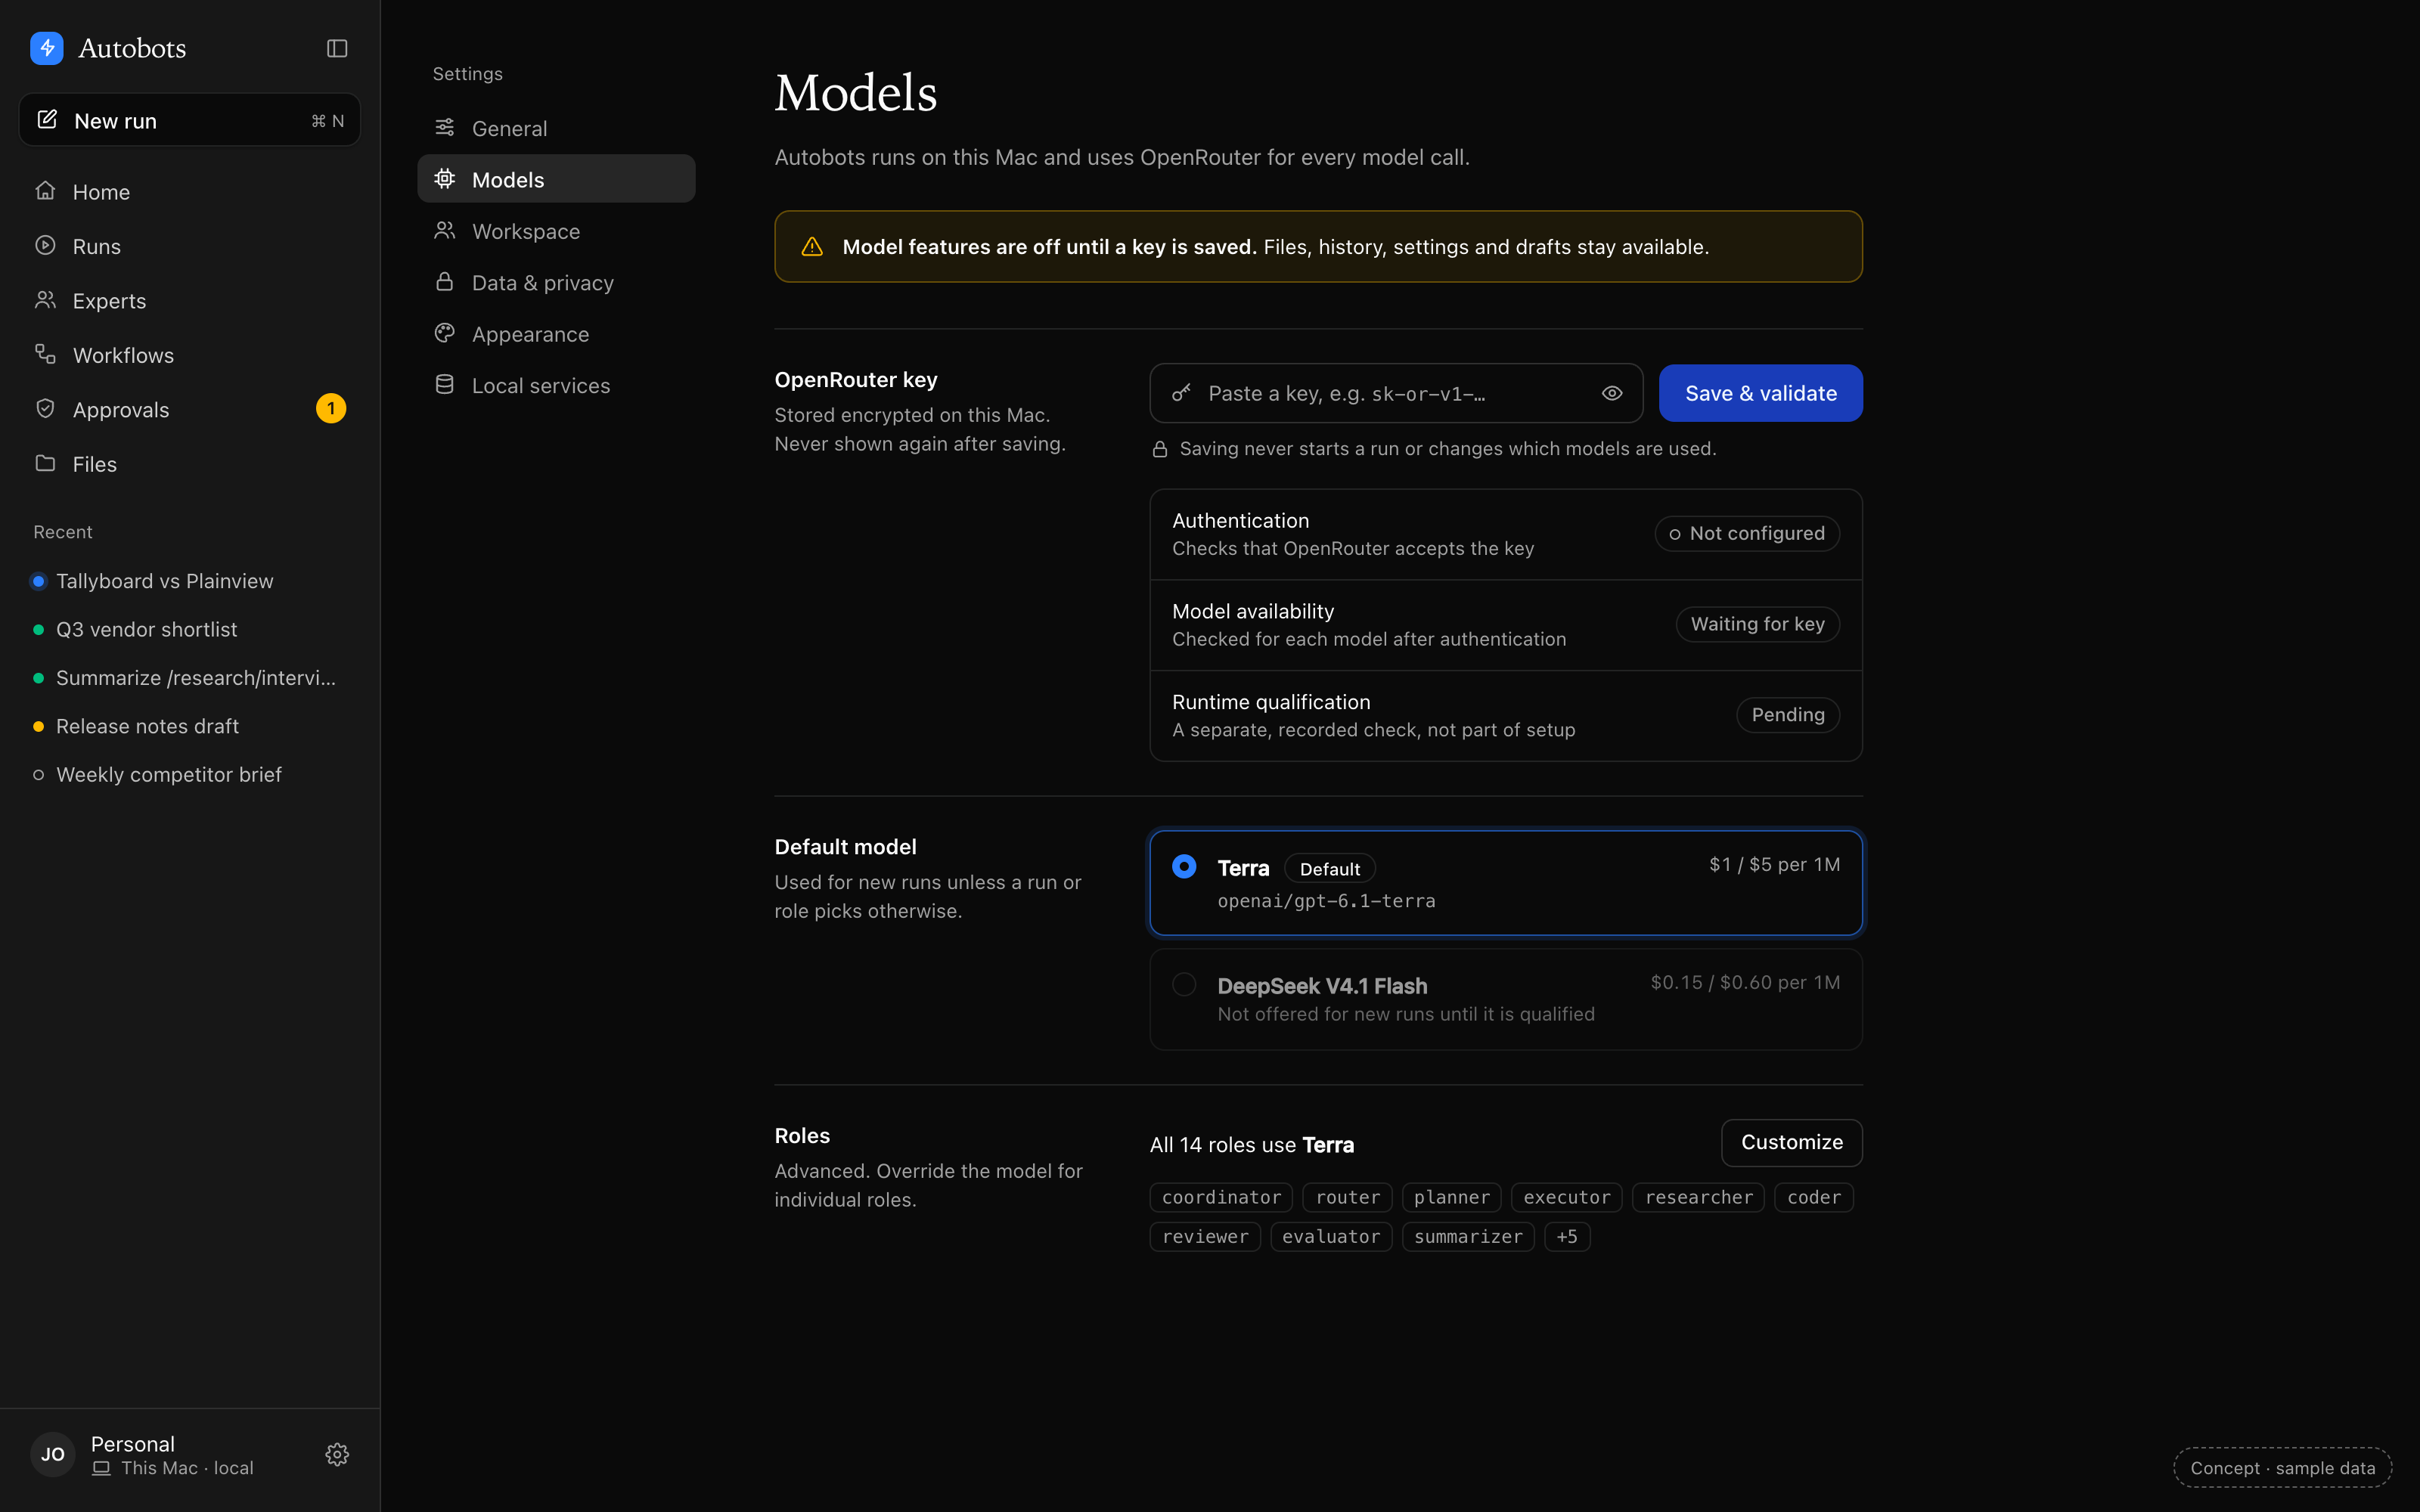 Autobots
New run
⌘ N
Home
Runs
Experts
Workflows
Approvals
1
Files
Recent
Tallyboard vs Plainview
Q3 vendor shortlist
Summarize /research/intervi...
Release notes draft
Weekly competitor brief
JO
Personal
This Mac · local
Settings
General
Models
Workspace
Data & privacy
Appearance
Local services
Models
Autobots runs on this Mac and uses OpenRouter for every model call.
Model features are off until a key is saved. Files, history, settings and drafts stay available.
OpenRouter key
Stored encrypted on this Mac.
Never shown again after saving.
Paste a key, e.g. sk-or-v1-…
Save & validate
Saving never starts a run or changes which models are used.
Authentication
Checks that OpenRouter accepts the key
Not configured
Model availability
Checked for each model after authentication
Waiting for key
Runtime qualification
A separate, recorded check, not part of setup
Pending
Default model
Used for new runs unless a run or
role picks otherwise.
Terra
Default
$1 / $5 per 1M
openai/gpt-6.1-terra
DeepSeek V4.1 Flash
$0.15 / $0.60 per 1M
Not offered for new runs until it is qualified
Roles
Advanced. Override the model for
individual roles.
All 14 roles use Terra
Customize
coordinator router planner executor researcher coder
reviewer evaluator summarizer +5
Concept · sample data